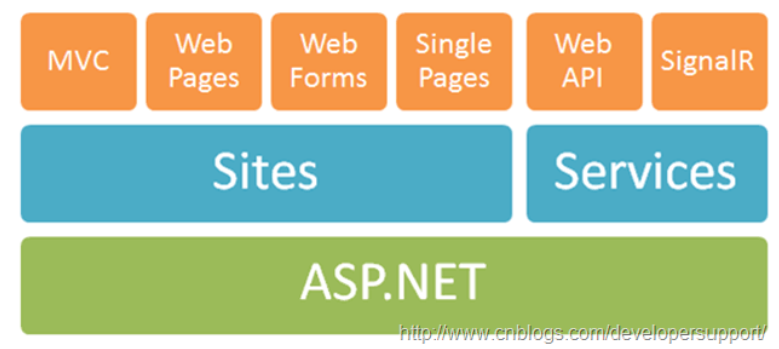 MVC
Web
Pages
Web
Forms
Single
Pages
Web
API
SignalR
Sites
Services
ASP.NET
http://www.cnblogs.com/developersupport/